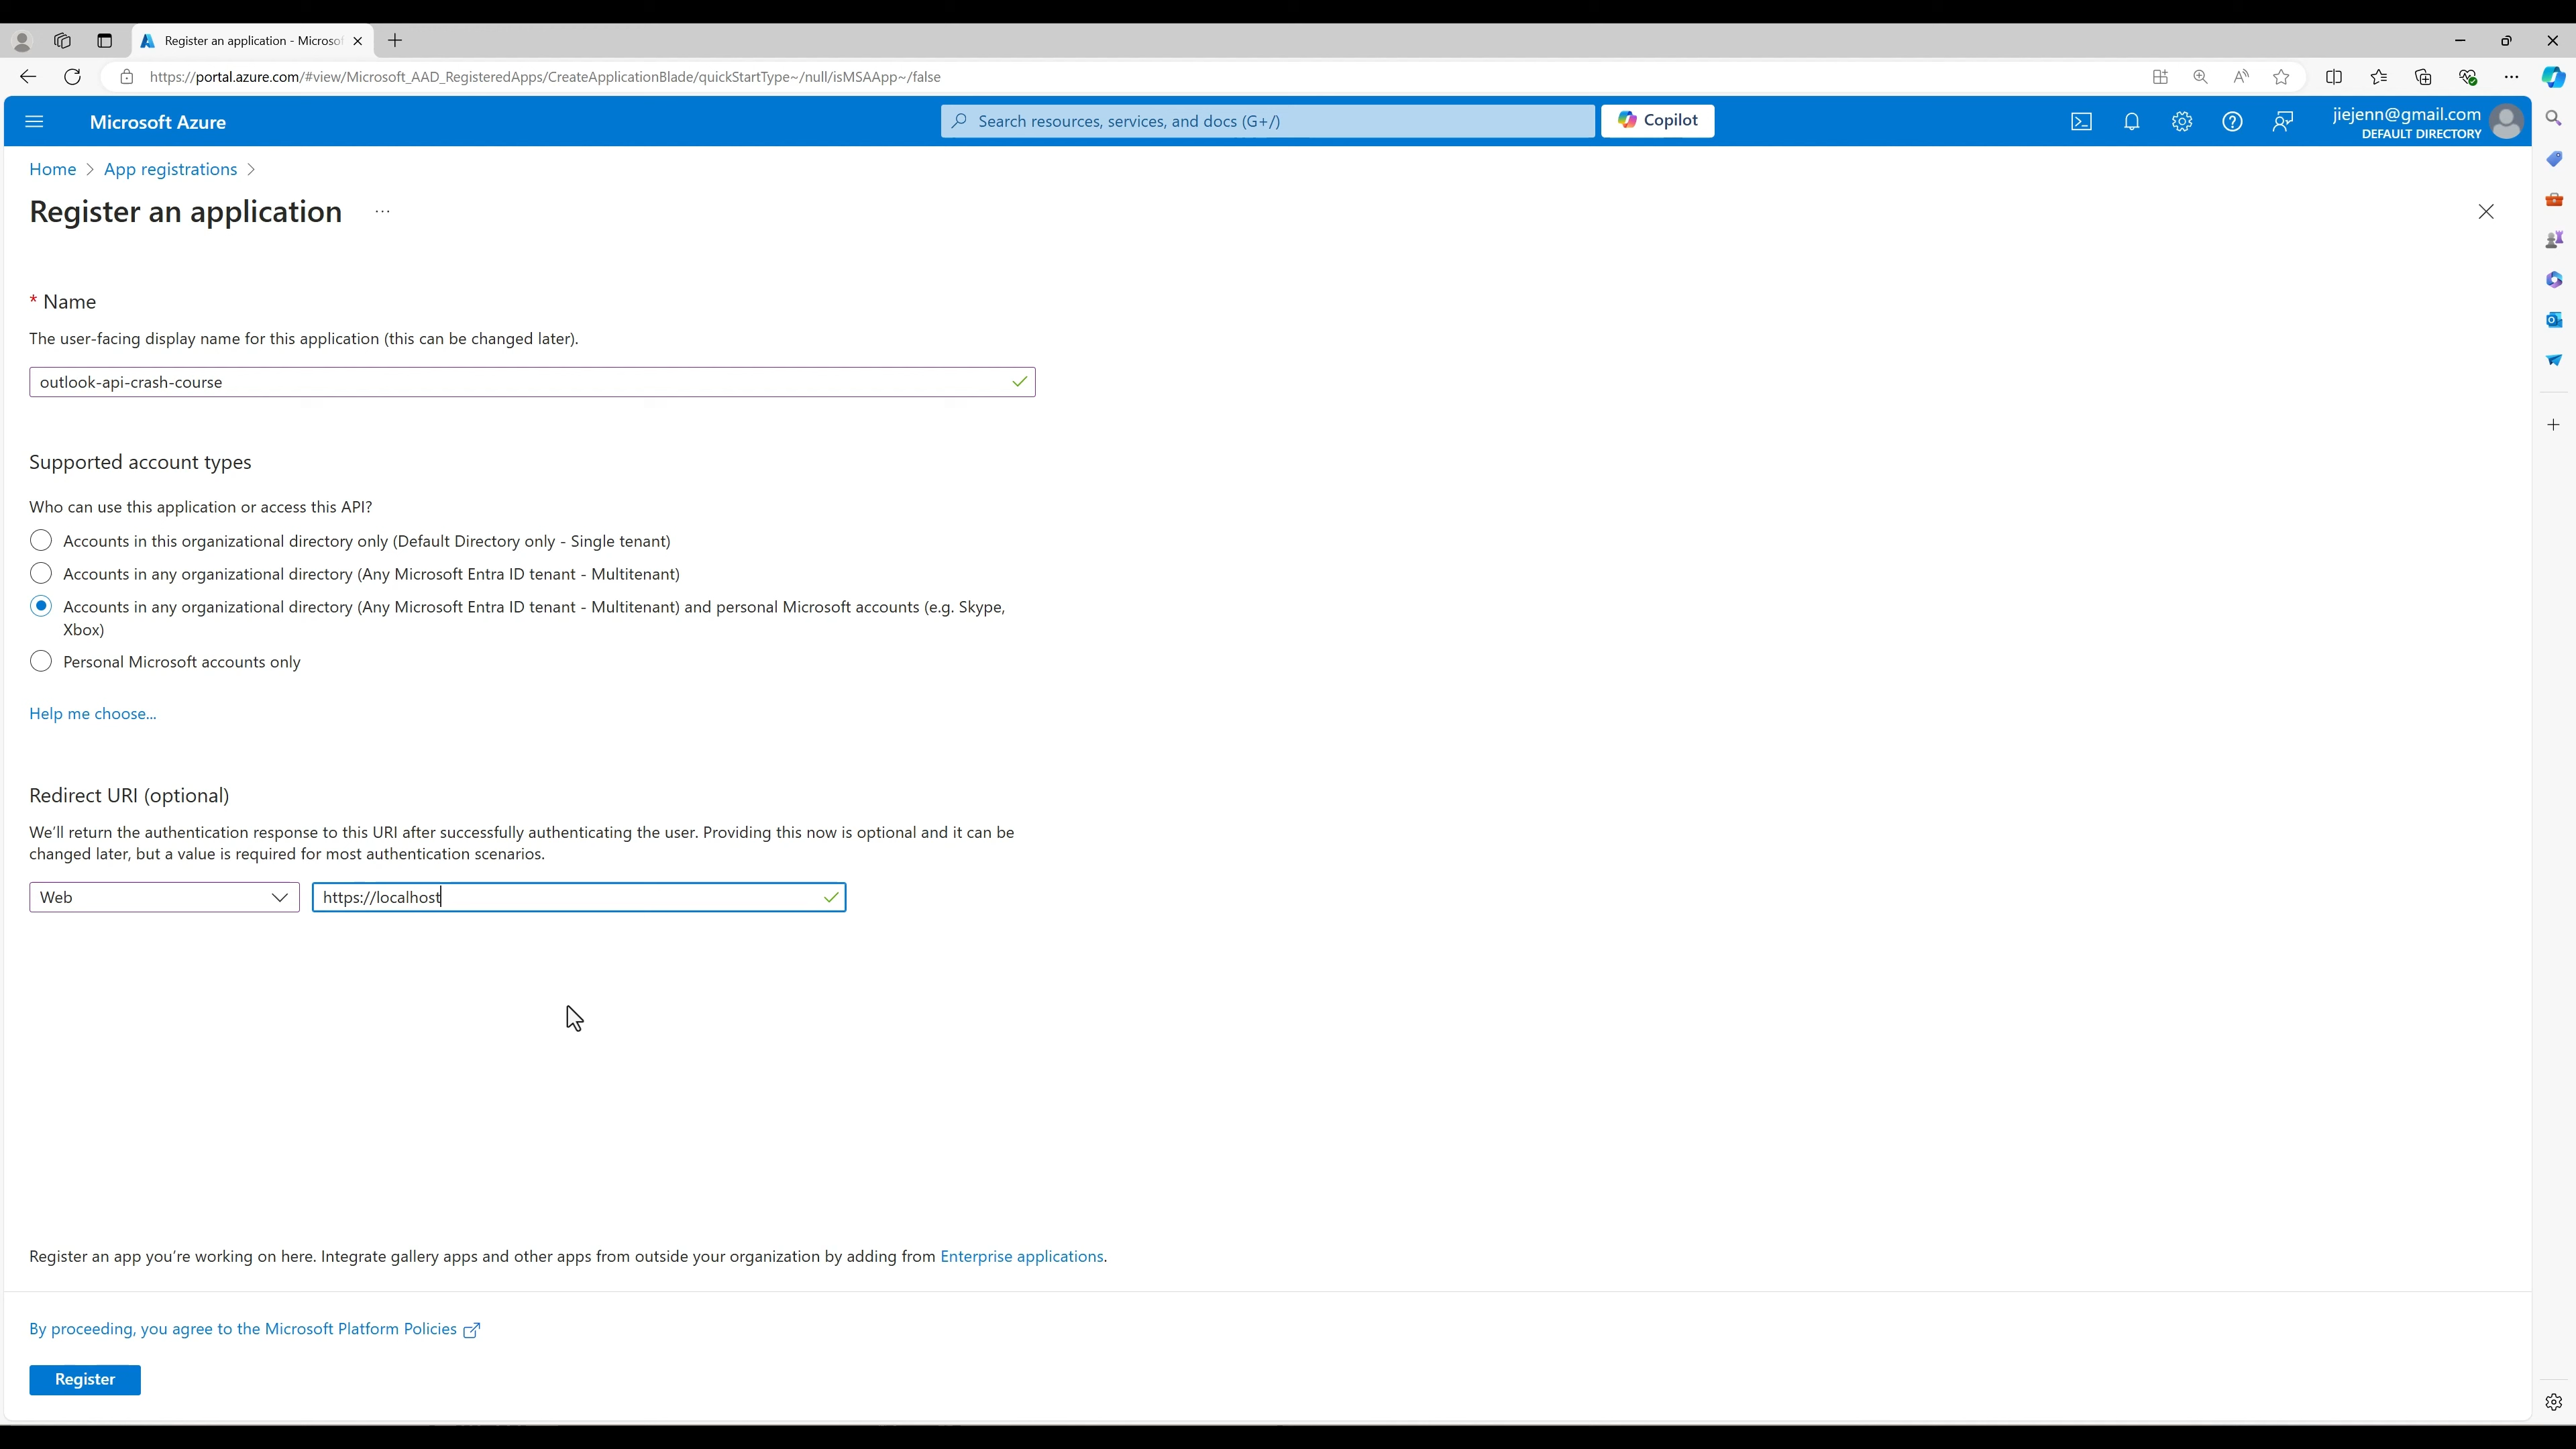 Register an application - Microsof
https://portal.azure.com/#view/Microsoft_AAD_RegisteredApps/CreateApplicationBlade/quickStartType~/null/isMSAApp~/false
Microsoft Azure
Search resources, services, and docs (G+/)
Copilot
jiejenn@gmail.com
DEFAULT DIRECTORY
Home > App registrations >
Register an application ...
* Name
The user-facing display name for this application (this can be changed later).
outlook-api-crash-course
Supported account types
Who can use this application or access this API?
Accounts in this organizational directory only (Default Directory only - Single tenant)
Accounts in any organizational directory (Any Microsoft Entra ID tenant - Multitenant)
Accounts in any organizational directory (Any Microsoft Entra ID tenant - Multitenant) and personal Microsoft accounts (e.g. Skype,
Xbox)
Personal Microsoft accounts only
Help me choose...
Redirect URI (optional)
We'll return the authentication response to this URI after successfully authenticating the user. Providing this now is optional and it can be
changed later, but a value is required for most authentication scenarios.
Web
https://localhost
Register an app you're working on here. Integrate gallery apps and other apps from outside your organization by adding from Enterprise applications.
By proceeding, you agree to the Microsoft Platform Policies
Register